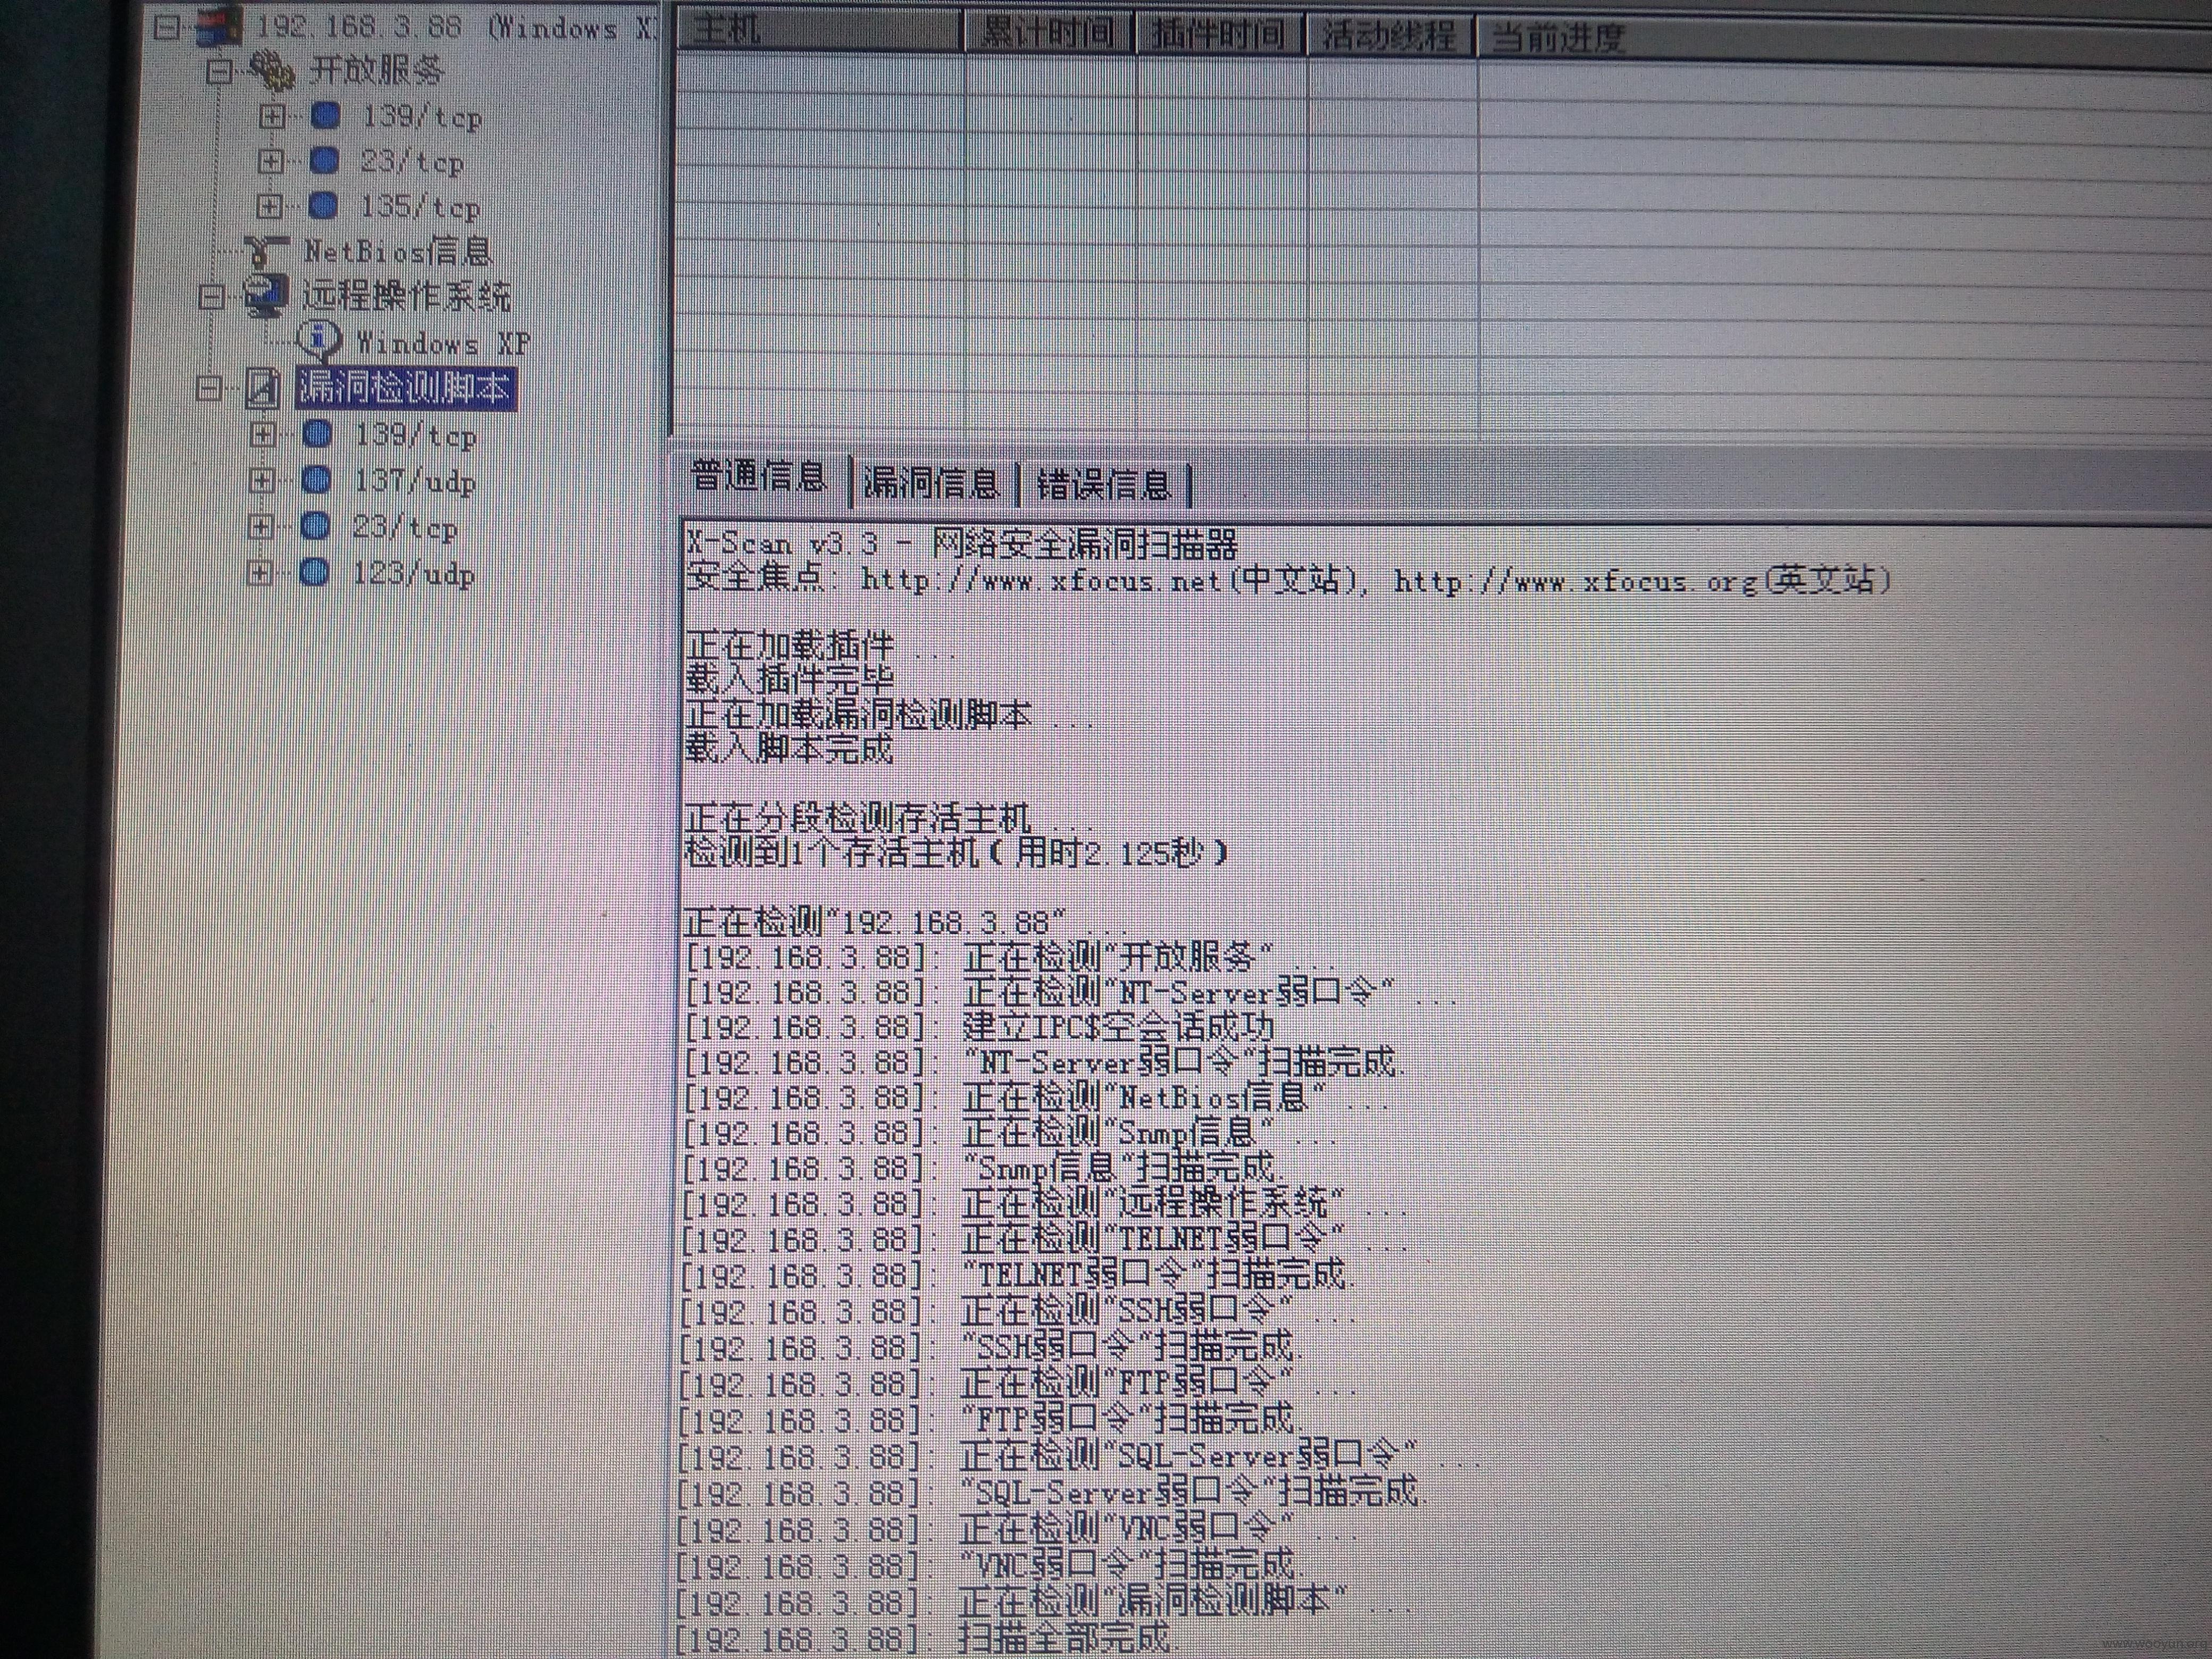 192.168.3.88 (Windows X
开放服务
139/tcp
23/tcp
135/tcp
NetBios信息
远程操作系统
Windows XP
漏洞检测脚本
139/tcp
137/udp
23/tcp
123/udp
主机 累计时间 插件时间 活动线程 当前进度
普通信息 漏洞信息 错误信息
X-Scan v3.3 - 网络安全漏洞扫描器
安全焦点: http://www.xfocus.net(中文站), http://www.xfocus.org(英文站)
正在加载插件 ...
载入插件完毕
正在加载漏洞检测脚本 ...
载入脚本完成
正在分段检测存活主机 ...
检测到1个存活主机(用时2.125秒)
正在检测"192.168.3.88" ...
[192.168.3.88]: 正在检测"开放服务" ...
[192.168.3.88]: 正在检测"NT-Server弱口令" ...
[192.168.3.88]: 建立IPC$空会话成功
[192.168.3.88]: "NT-Server弱口令"扫描完成.
[192.168.3.88]: 正在检测"NetBios信息" ...
[192.168.3.88]: 正在检测"Snmp信息" ...
[192.168.3.88]: "Snmp信息"扫描完成.
[192.168.3.88]: 正在检测"远程操作系统" ...
[192.168.3.88]: 正在检测"TELNET弱口令" ...
[192.168.3.88]: "TELNET弱口令"扫描完成.
[192.168.3.88]: 正在检测"SSH弱口令" ...
[192.168.3.88]: "SSH弱口令"扫描完成.
[192.168.3.88]: 正在检测"FTP弱口令" ...
[192.168.3.88]: "FTP弱口令"扫描完成.
[192.168.3.88]: 正在检测"SQL-Server弱口令" ...
[192.168.3.88]: "SQL-Server弱口令"扫描完成.
[192.168.3.88]: 正在检测"VNC弱口令" ...
[192.168.3.88]: "VNC弱口令"扫描完成.
[192.168.3.88]: 正在检测"漏洞检测脚本" ...
[192.168.3.88]: 扫描全部完成.
www.wooyun.org